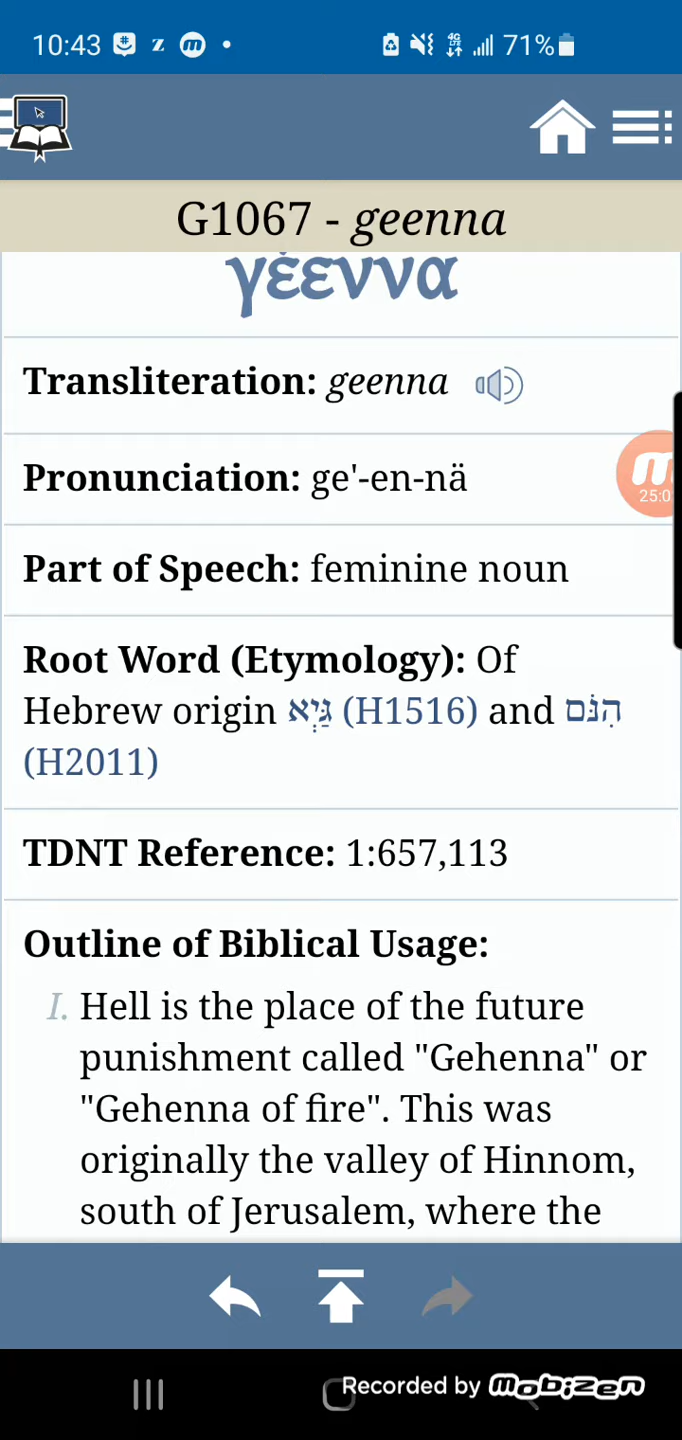 10:43 z m 4G 71%
G1067 - geenna
γέεννα
Transliteration: geenna
Pronunciation: ge'-en-nä
25:0
Part of Speech: feminine noun
Root Word (Etymology): Of
Hebrew origin גַּיְא (H1516) and הִנֹּם
(H2011)
TDNT Reference: 1:657,113
Outline of Biblical Usage:
I. Hell is the place of the future
punishment called "Gehenna" or
"Gehenna of fire". This was
originally the valley of Hinnom,
south of Jerusalem, where the
Recorded by mobizen